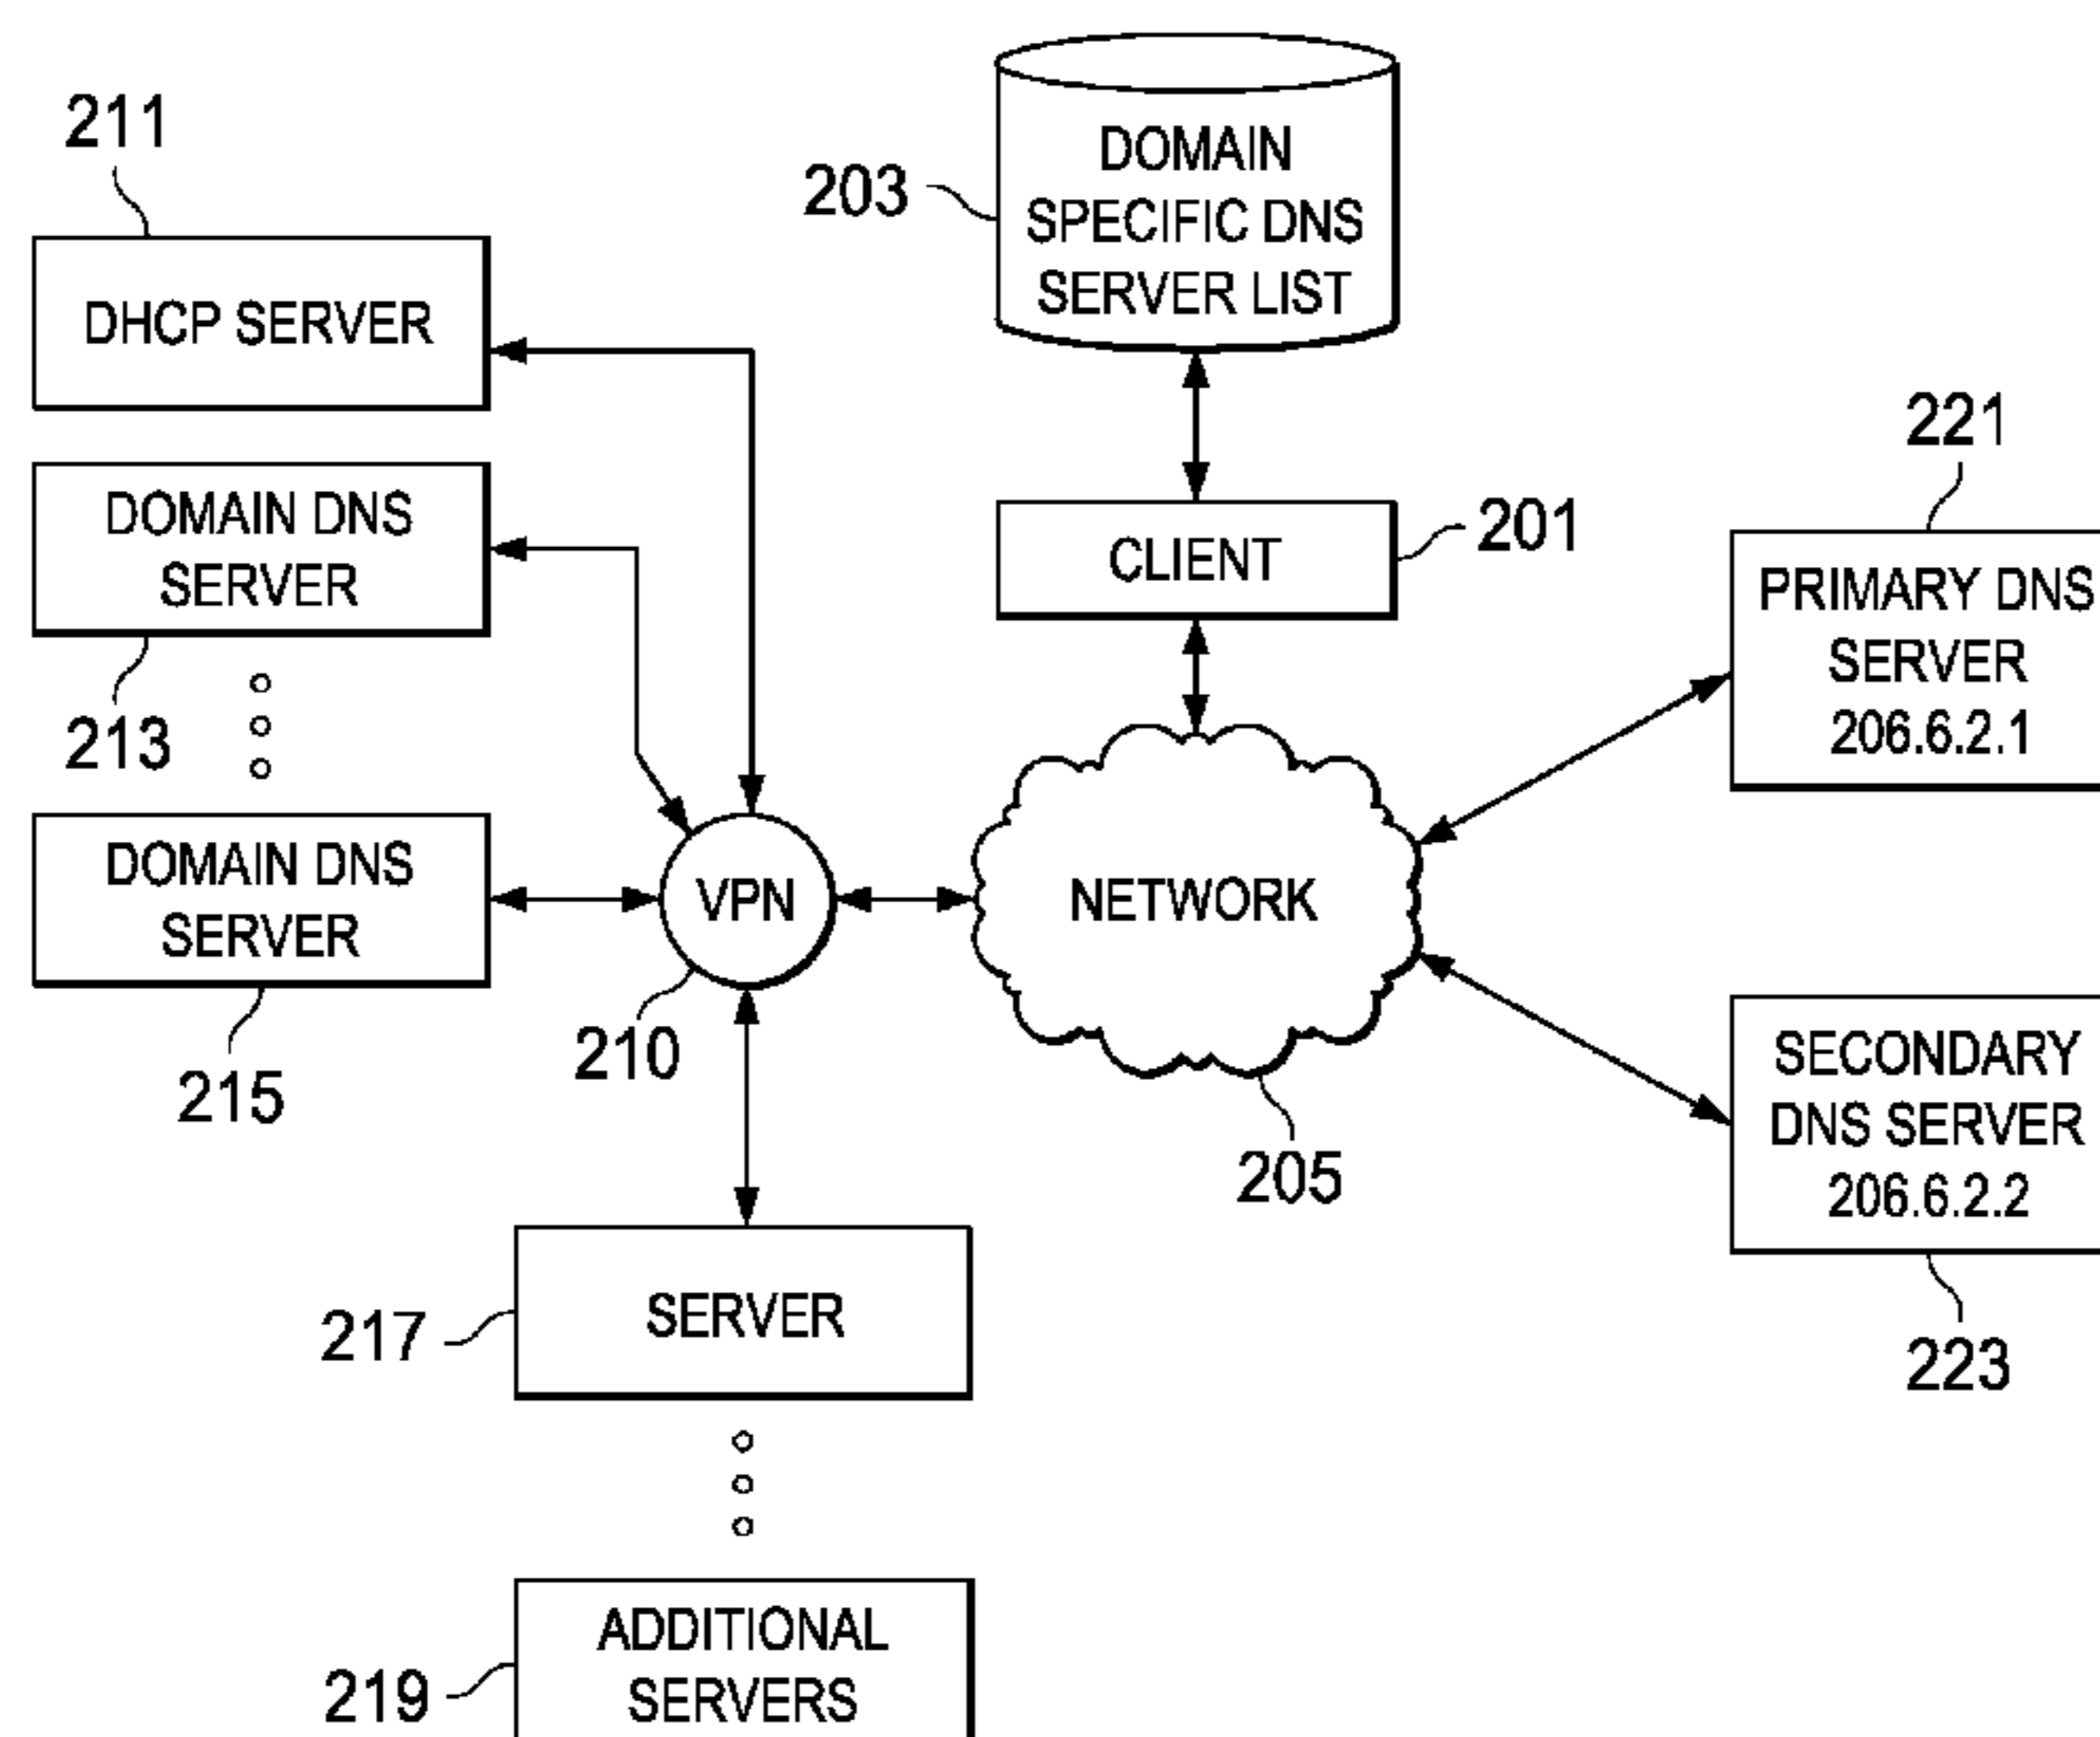 211
DHCP SERVER
DOMAIN DNS
SERVER
213
DOMAIN DNS
SERVER
215
203
DOMAIN
SPECIFIC DNS
SERVER LIST
CLIENT
201
VPN
210
NETWORK
205
221
PRIMARY DNS
SERVER
206.6.2.1
SECONDARY
DNS SERVER
206.6.2.2
223
217
SERVER
219
ADDITIONAL
SERVERS